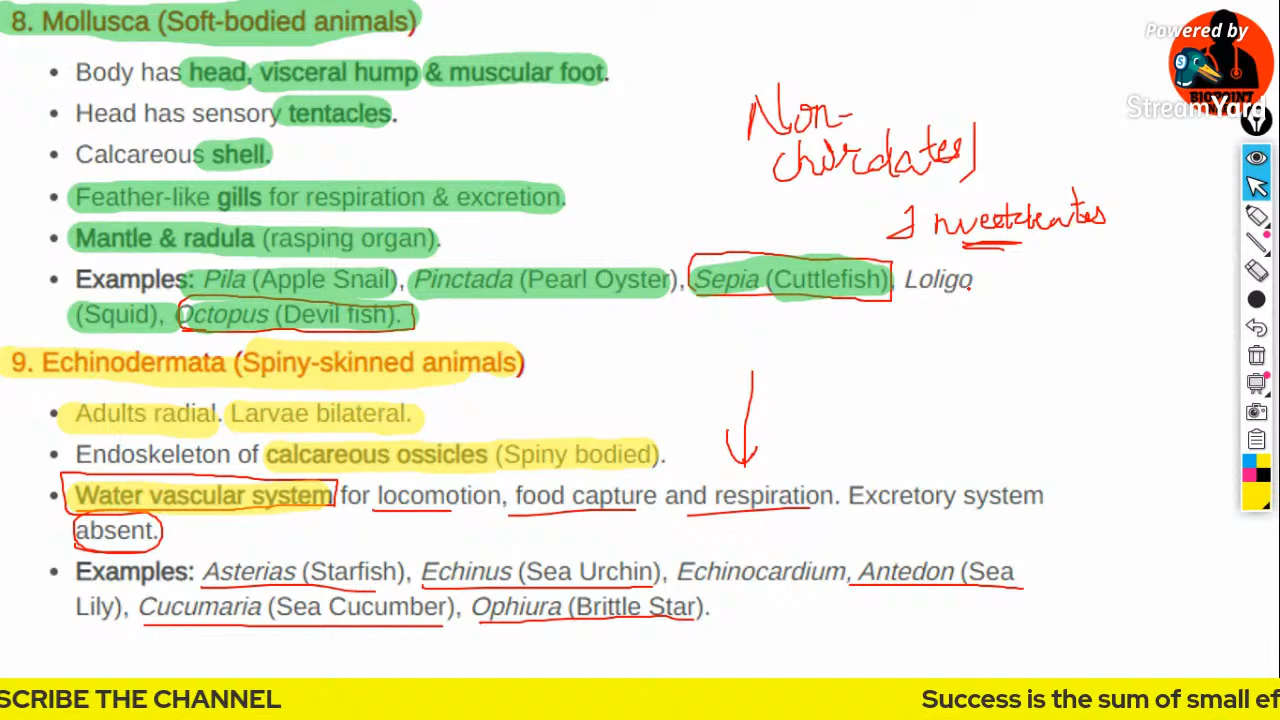 8. Mollusca (Soft-bodied animals)
• Body has head, visceral hump & muscular foot.
• Head has sensory tentacles.
• Calcareous shell.
• Feather-like gills for respiration & excretion.
• Mantle & radula (rasping organ).
• Examples: Pila (Apple Snail), Pinctada (Pearl Oyster), Sepia (Cuttlefish), Loligo
(Squid), Octopus (Devil fish).
9. Echinodermata (Spiny-skinned animals)
• Adults radial. Larvae bilateral.
• Endoskeleton of calcareous ossicles (Spiny bodied).
• Water vascular system for locomotion, food capture and respiration. Excretory system
absent.
• Examples: Asterias (Starfish), Echinus (Sea Urchin), Echinocardium, Antedon (Sea
Lily), Cucumaria (Sea Cucumber), Ophiura (Brittle Star).
Non-
chordates
Powered by
StreamYard
SCRIBE THE CHANNEL
Success is the sum of small ef